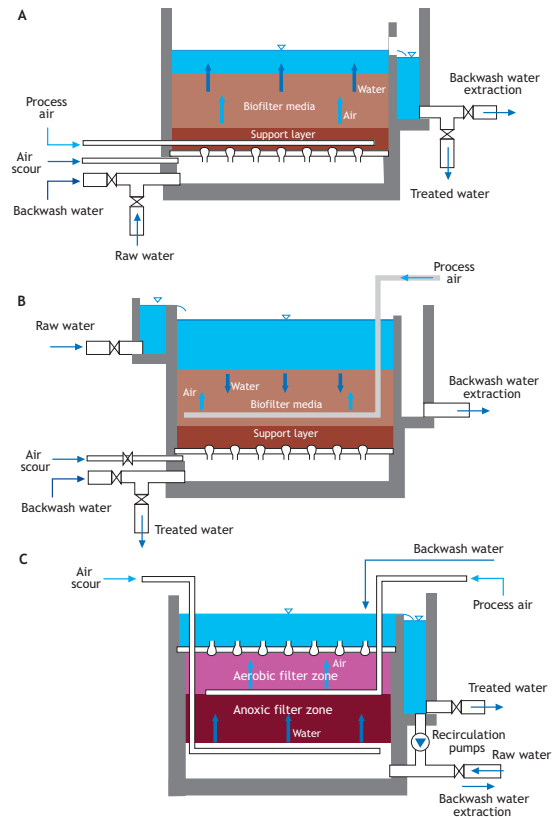 A
Water
Biofilter media
Air
Support layer
Process
air
Air
scour
Backwash water
Raw water
Backwash water
extraction
Treated water
B
Process
air
Raw water
Air
Water
Biofilter media
Support layer
Backwash water
extraction
Air
scour
Backwash water
Treated water
C
Air
scour
Backwash water
Process air
Air
Aerobic filter zone
Anoxic filter zone
Water
Treated water
Recirculation
pumps
Raw water
Backwash water
extraction